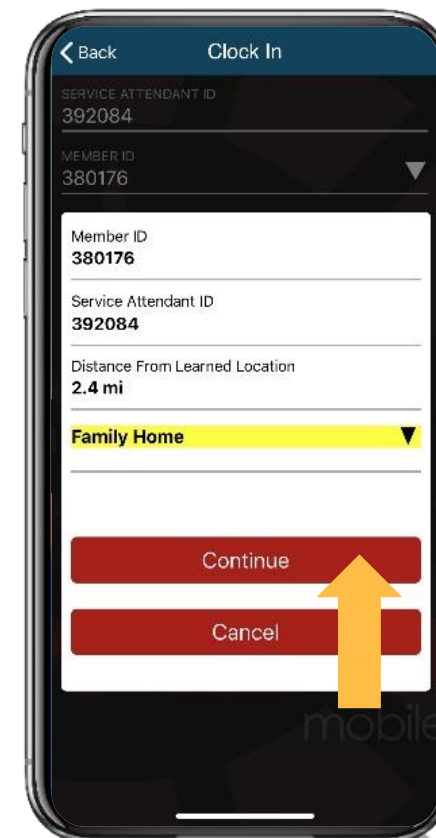 Back
Clock In
SERVICE ATTENDANT ID
392084
MEMBER ID
380176
Member ID
380176
Service Attendant ID
392084
Distance From Learned Location
2.4 mi
Family Home
Continue
Cancel
mobile